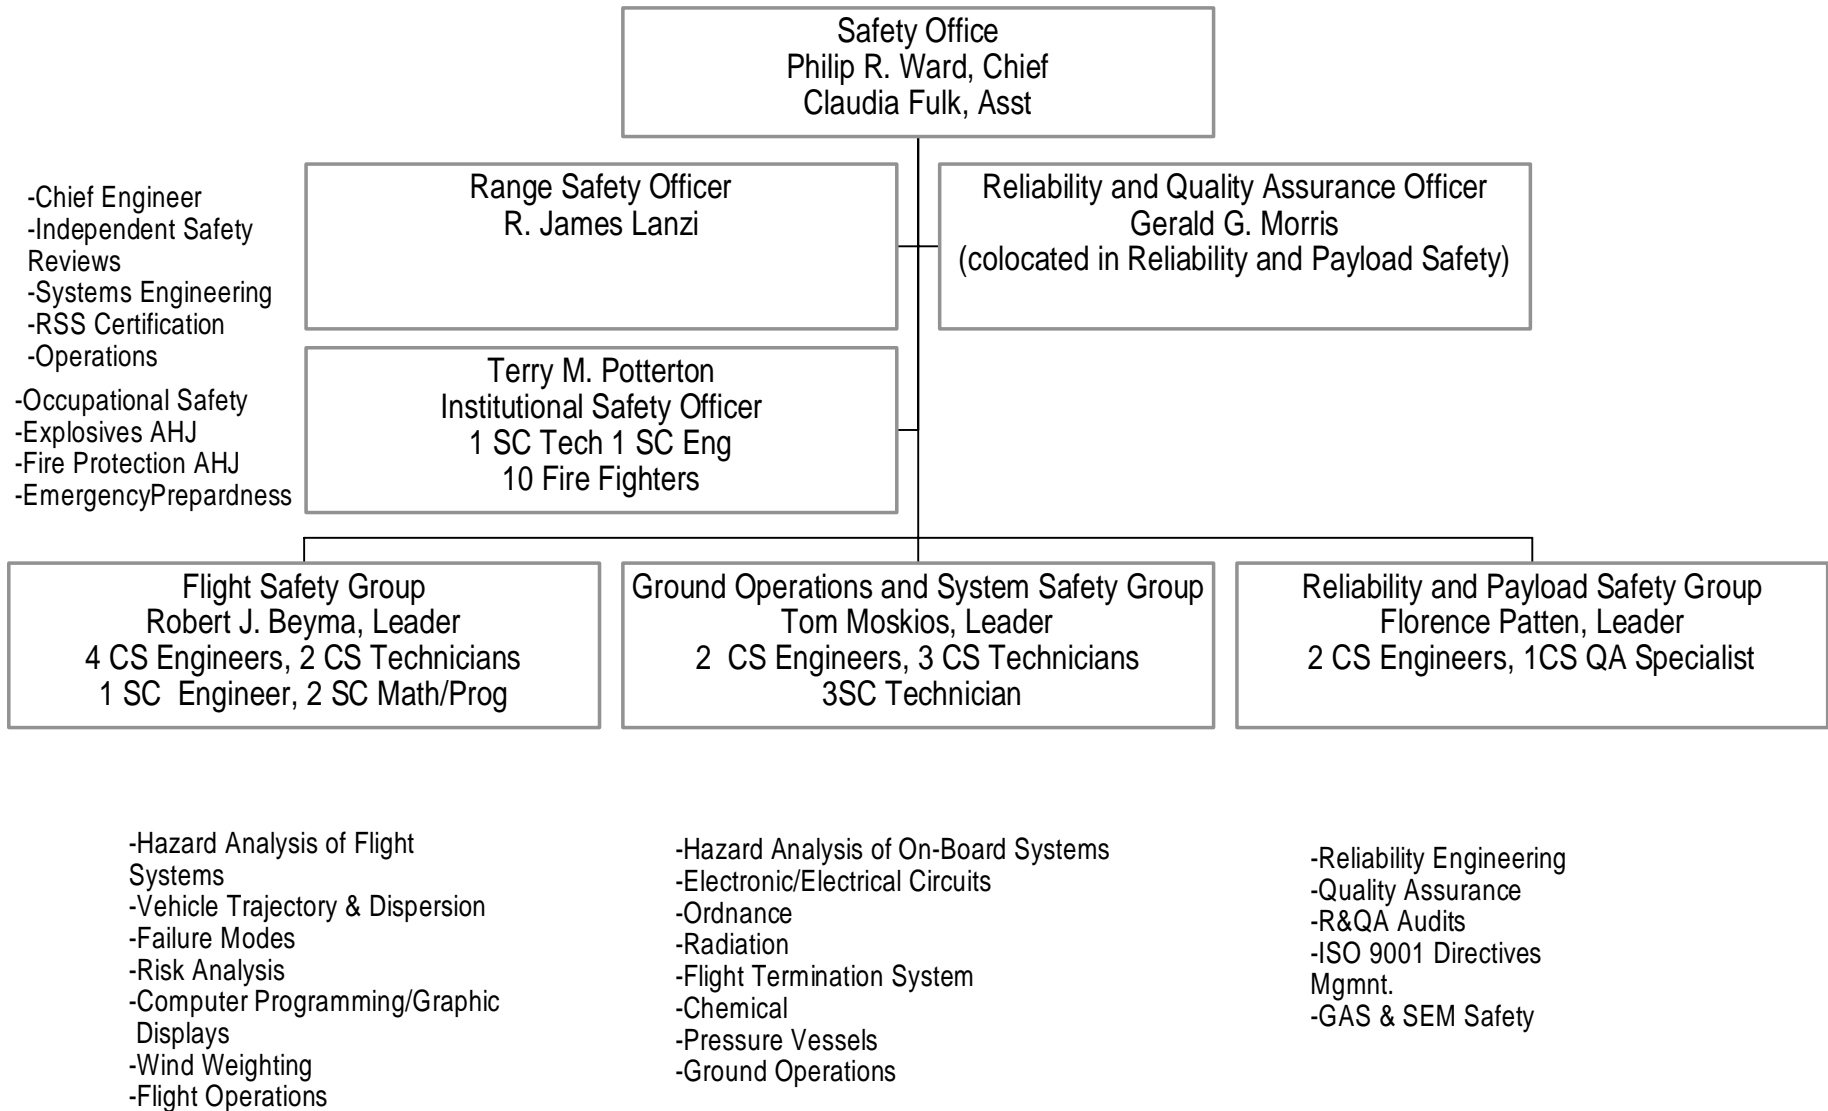 Safety Office
Philip R. Ward, Chief
Claudia Fulk, Asst
-Chief Engineer
-Independent Safety
Reviews
-Systems Engineering
-RSS Certification
-Operations
Range Safety Officer
R. James Lanzi
Reliability and Quality Assurance Officer
Gerald G. Morris
(colocated in Reliability and Payload Safety)
-Occupational Safety
-Explosives AHJ
-Fire Protection AHJ
-EmergencyPrepardness
Terry M. Potterton
Institutional Safety Officer
1 SC Tech 1 SC Eng
10 Fire Fighters
Flight Safety Group
Robert J. Beyma, Leader
4 CS Engineers, 2 CS Technicians
1 SC  Engineer, 2 SC Math/Prog
Ground Operations and System Safety Group
Tom Moskios, Leader
2  CS Engineers, 3 CS Technicians
3SC Technician
Reliability and Payload Safety Group
Florence Patten, Leader
2 CS Engineers, 1CS QA Specialist
-Hazard Analysis of Flight
Systems
-Vehicle Trajectory & Dispersion
-Failure Modes
-Risk Analysis
-Computer Programming/Graphic
Displays
-Wind Weighting
-Flight Operations
-Hazard Analysis of On-Board Systems
-Electronic/Electrical Circuits
-Ordnance
-Radiation
-Flight Termination System
-Chemical
-Pressure Vessels
-Ground Operations
-Reliability Engineering
-Quality Assurance
-R&QA Audits
-ISO 9001 Directives
Mgmnt.
-GAS & SEM Safety